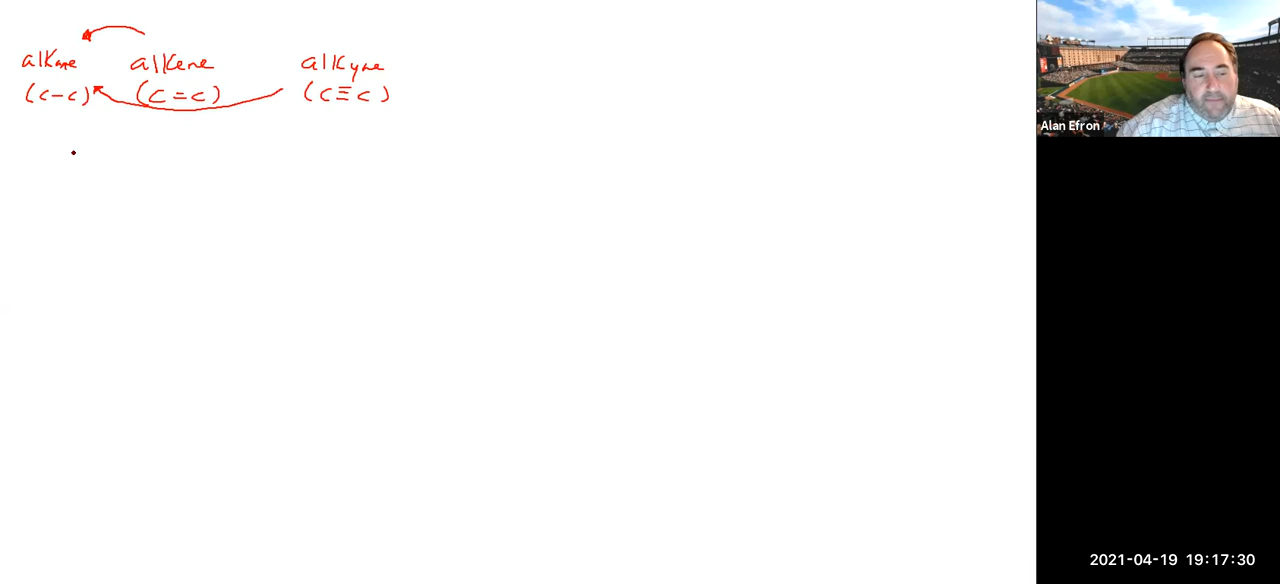 alkane alkene alkyne
(C-C) (C=C) (C≡C)
Alan Efron
2021-04-19 19:17:30